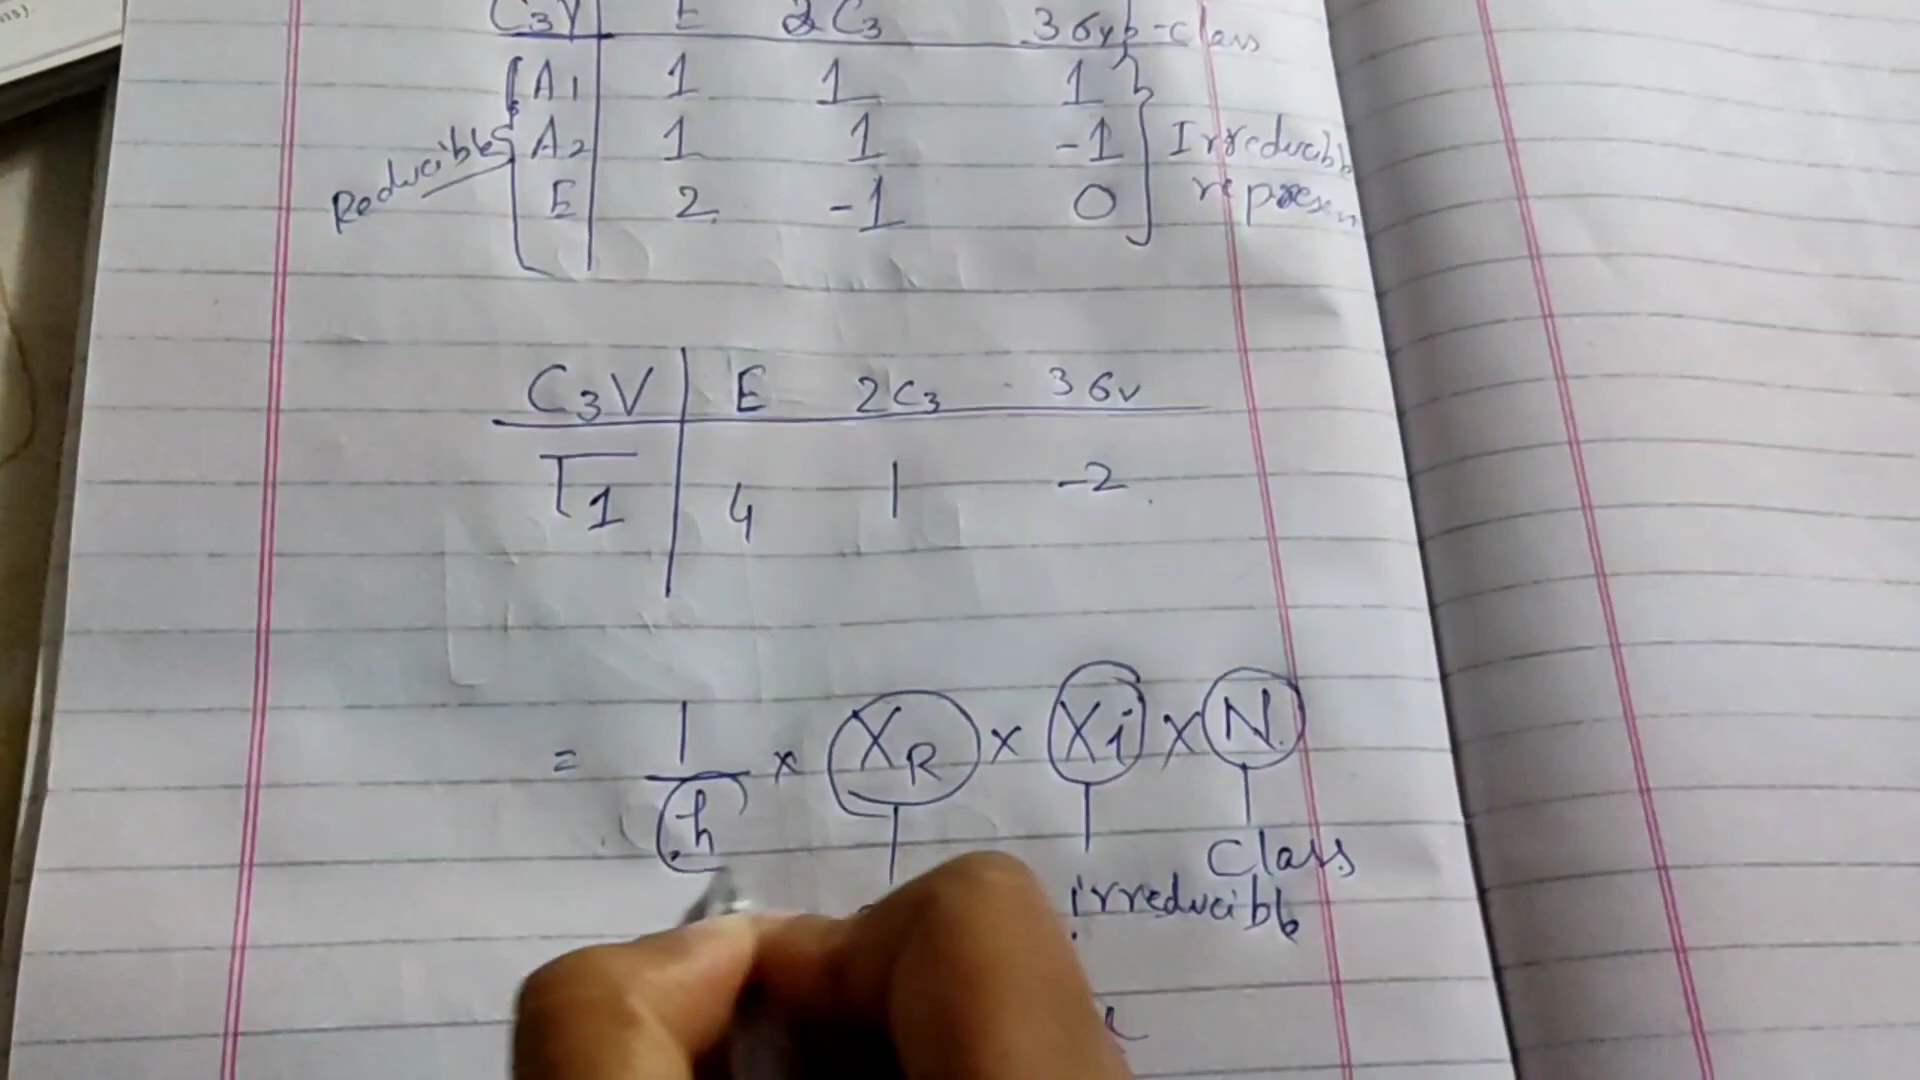 C3V E 2C3 3σv -class
A1 1 1 1
Reducible A2 1 1 -1 Irreducible
E 2 -1 0
C3V E 2C3 3σv
Γ1 4 1 -2
= 1/h × XR × Xi × N
Class
irreducible